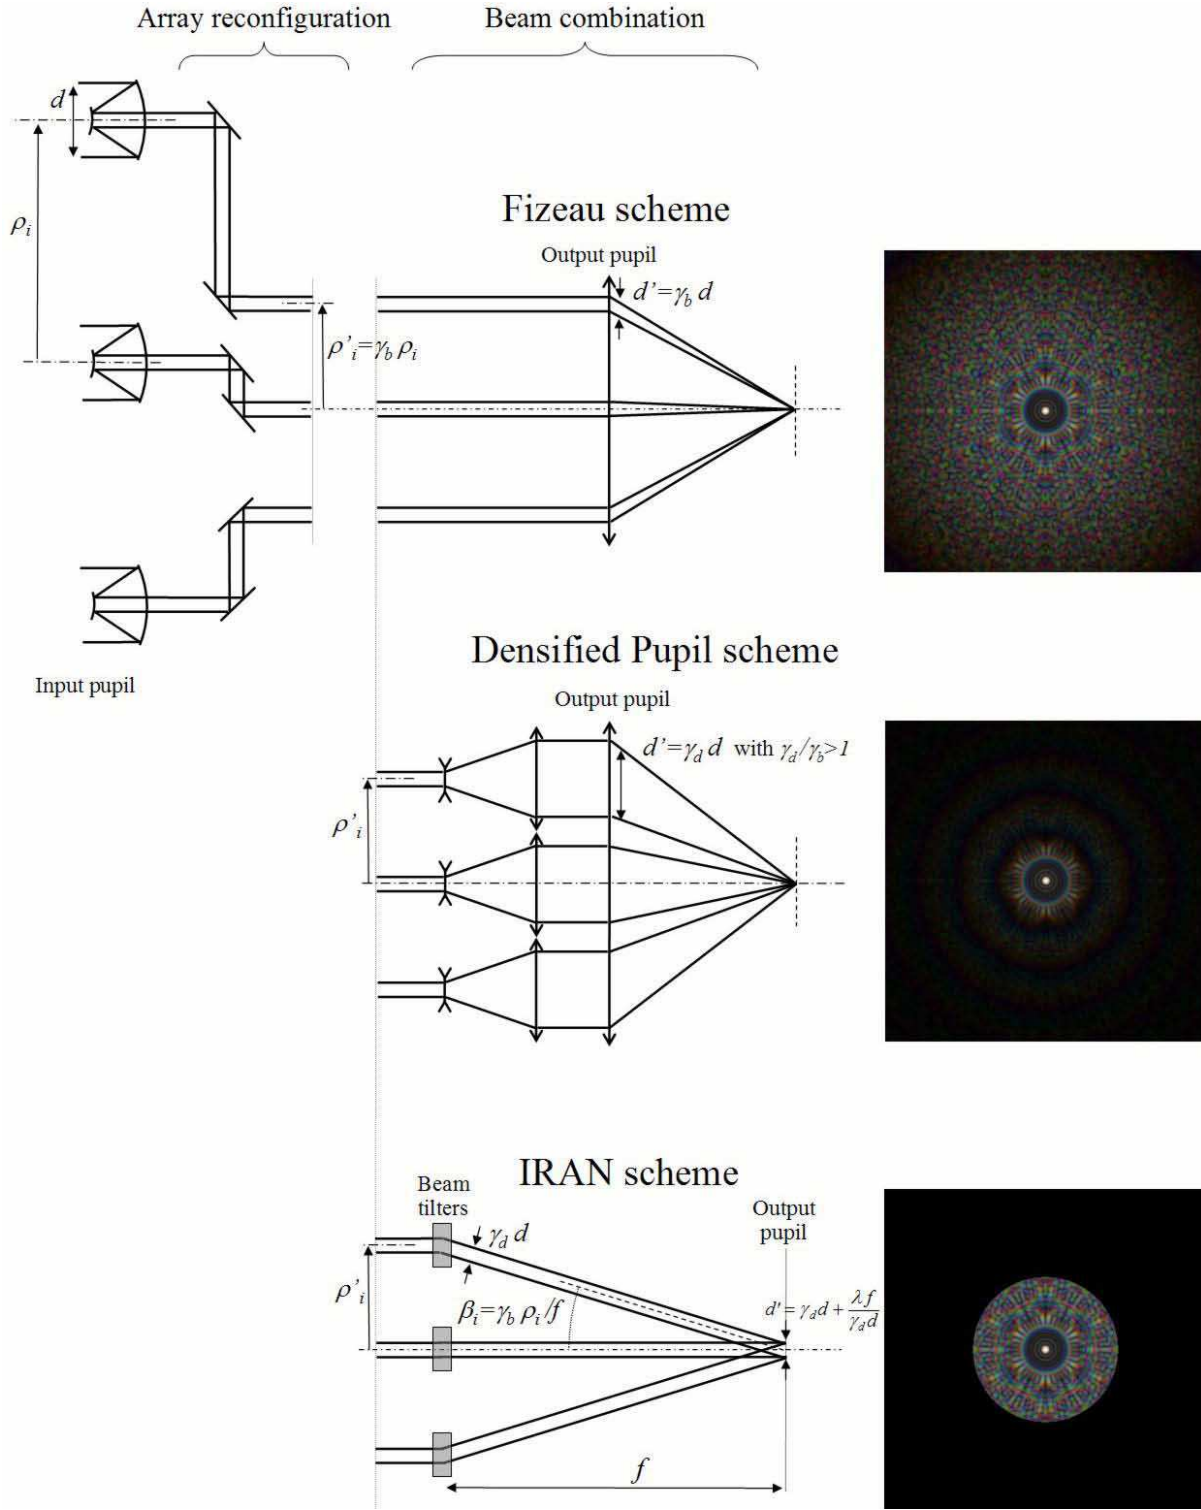 Array reconfiguration Beam combination
d
ρi
Fizeau scheme
Output pupil
d'=γb d
ρ'i=γb ρi
Input pupil
Densified Pupil scheme
Output pupil
d'=γd d with γd/γb>1
ρ'i
IRAN scheme
Beam
tilters
Output
pupil
γd d
ρ'i
βi=γb ρi/f
d' = γd d + λf/γd d
f